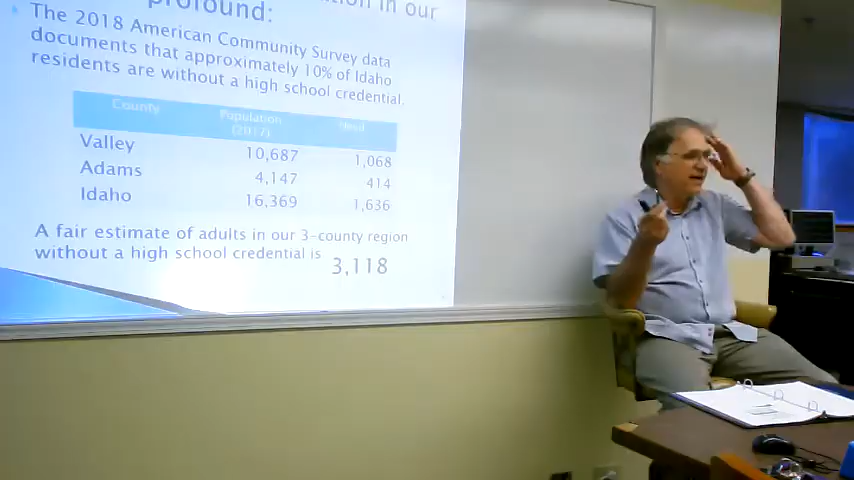 profound:
in our
The 2018 American Community Survey data
documents that approximately 10% of Idaho
residents are without a high school credential.
County Population Need
(2017)
Valley 10,687 1,068
Adams 4,147 414
Idaho 16,369 1,636
A fair estimate of adults in our 3-county region
without a high school credential is 3,118